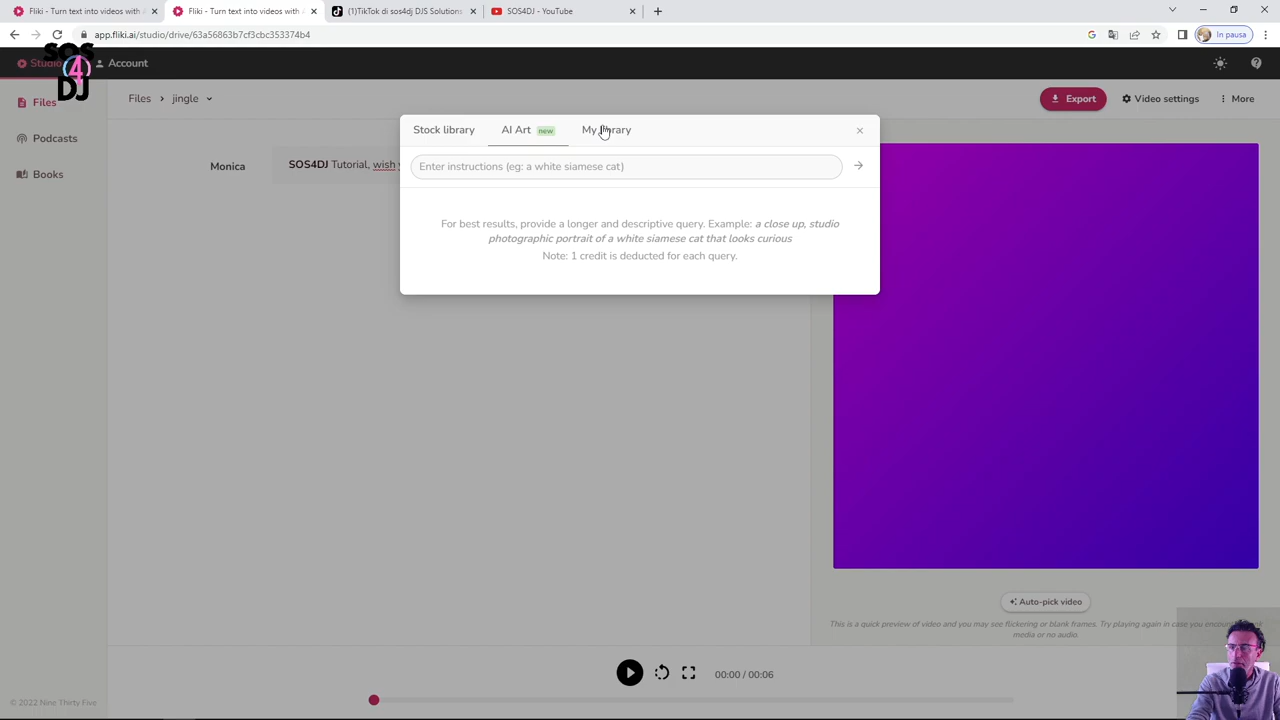 Fliki - Turn text into videos with A
Fliki - Turn text into videos with A
(1)TikTok di sos4dj DJS Solutions
SOS4DJ - YouTube
app.fliki.ai/studio/drive/63a56863b7cf3cbc353374b4
In pausa
SOS
4
DJ
Studio
Account
Files
Files
jingle
Export
Video settings
More
Podcasts
Books
Monica
SOS4DJ Tutorial, wish
Stock library
AI Art
new
My library
Enter instructions (eg: a white siamese cat)
For best results, provide a longer and descriptive query. Example: a close up, studio
photographic portrait of a white siamese cat that looks curious
Note: 1 credit is deducted for each query.
Auto-pick video
This is a quick preview of video and you may see flickering or blank frames. Try playing again in case you
media or no audio.
00:00 / 00:06
© 2022 Nine Thirty Five